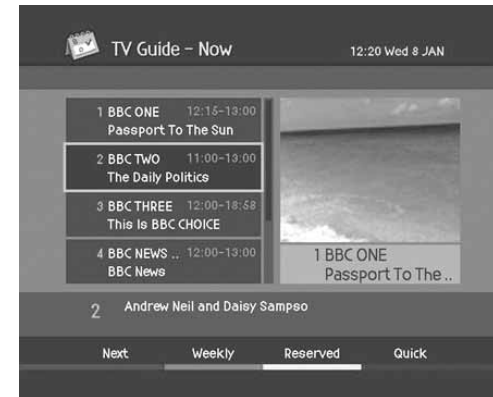 TV Guide – Now
12:20 Wed 8 JAN
1 BBC ONE 12:15-13:00
Passport To The Sun
2 BBC TWO 11:00-13:00
The Daily Politics
3 BBC THREE 12:00-18:58
This Is BBC CHOICE
4 BBC NEWS .. 12:00-13:00
BBC News
1 BBC ONE
Passport To The ..
2 Andrew Neil and Daisy Sampso
Next Weekly Reserved Quick